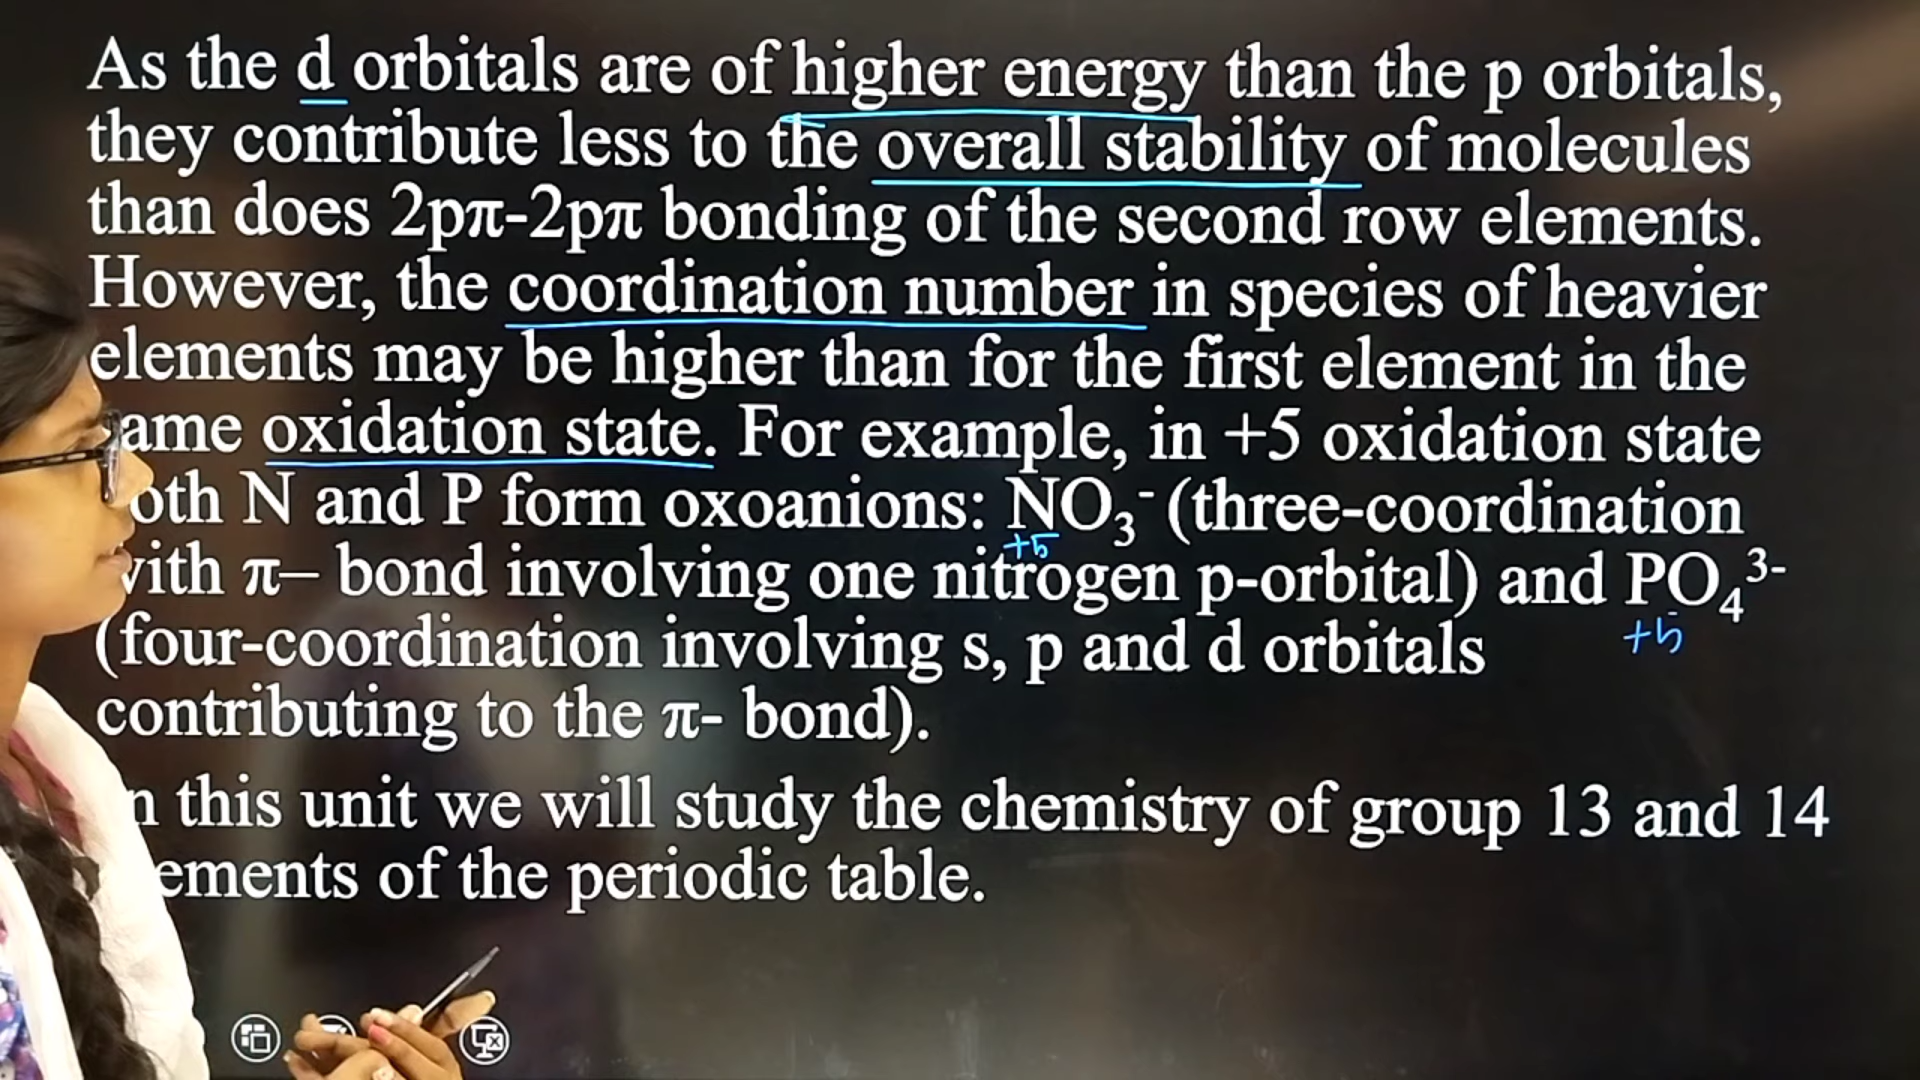 As the d orbitals are of higher energy than the p orbitals,
they contribute less to the overall stability of molecules
than does 2pπ-2pπ bonding of the second row elements.
However, the coordination number in species of heavier
elements may be higher than for the first element in the
ame oxidation state. For example, in +5 oxidation state
oth N and P form oxoanions: NO₃⁻ (three-coordination
+5
with π– bond involving one nitrogen p-orbital) and PO₄³⁻
+5
(four-coordination involving s, p and d orbitals
contributing to the π- bond).
n this unit we will study the chemistry of group 13 and 14
ements of the periodic table.